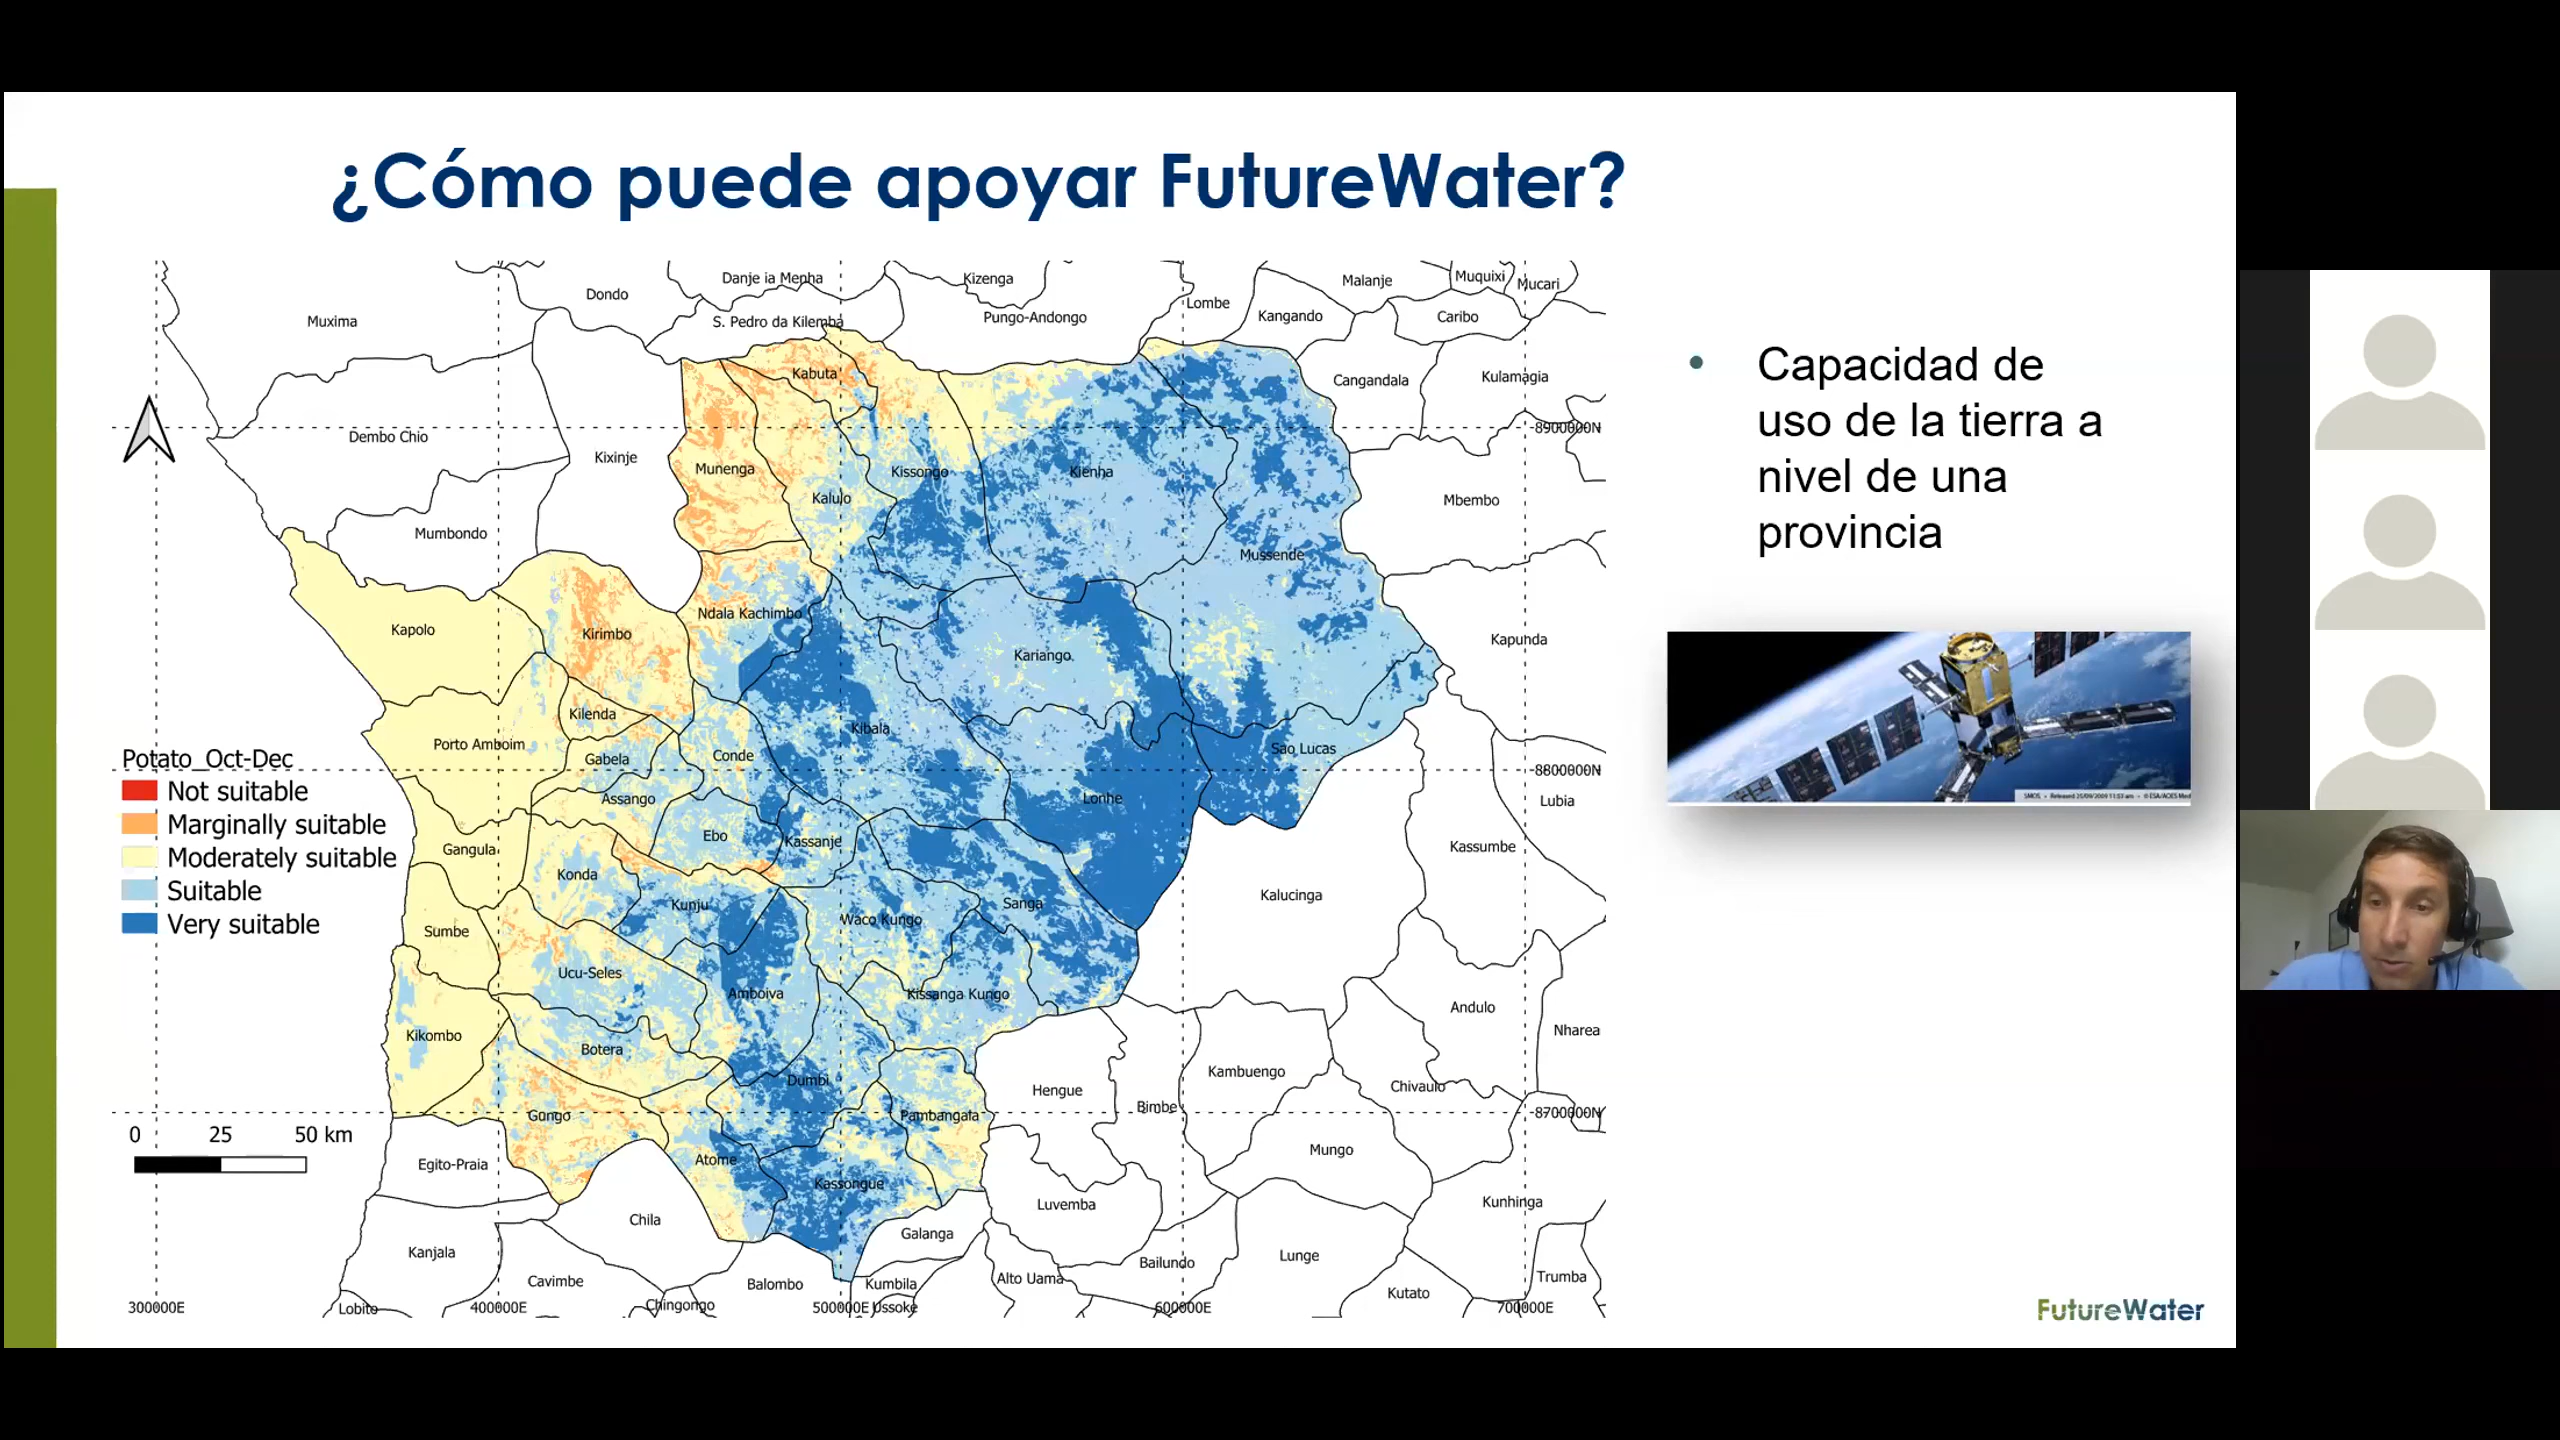 ¿Cómo puede apoyar FutureWater?
Danje ia Menha
Kizenga
Malanje
Muquixi
Mucari
Dondo
Lombe
Muxima
S. Pedro da Kilemba
Pungo-Andongo
Kangando
Caribo
Kabuta
Cangandala
Kulamagia
Dembo Chio
8900000N
Kixinje
Munenga
Kissongo
Kienha
Kalulo
Mbembo
Mumbondo
Mussende
Ndala Kachimbo
Kapolo
Kirimbo
Kapunda
Kariango
Kilenda
Kibala
Porto Amboim
Gabela
Conde
Sao Lucas
8800000N
Assango
Lonhe
Lubia
Ebo
Kassanje
Gangula
Kassumbe
Konda
Kalucinga
Kunju
Sanga
Waco Kungo
Sumbe
Ucu-Seles
Amboiva
Kissanga Kungo
Andulo
Nharea
Kikombo
Botera
Dumbi
Hengue
Kambuengo
Chivaulo
Bimbe
Gungo
Pambangala
8700000N
Mungo
Egito-Praia
Atome
Kassongue
Luvemba
Kunhinga
Chila
Galanga
Kanjala
Lunge
Bailundo
Cavimbe
Balombo
Kumbila
Alto Uama
Trumba
Kutato
Lobito
Chingongo
Ussoke
300000E
400000E
500000E
600000E
700000E
Potato_Oct-Dec
Not suitable
Marginally suitable
Moderately suitable
Suitable
Very suitable
0 25 50 km
• Capacidad de
uso de la tierra a
nivel de una
provincia
FutureWater